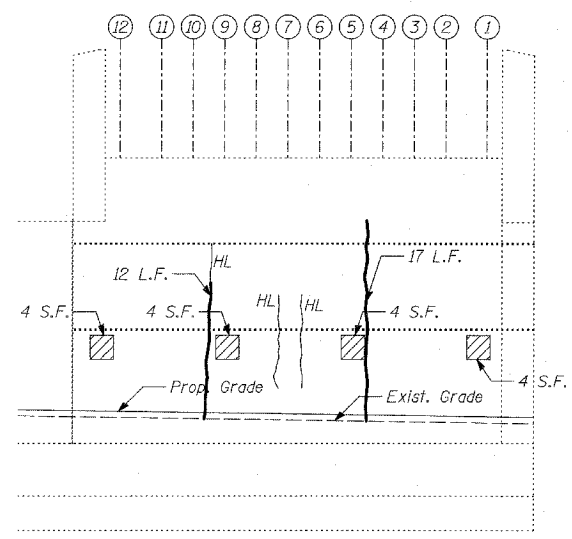 12 11 10 9 8 7 6 5 4 3 2 1
HL
17 L.F.
12 L.F.
HL HL
4 S.F. 4 S.F. 4 S.F.
4 S.F.
Prop. Grade
Exist. Grade